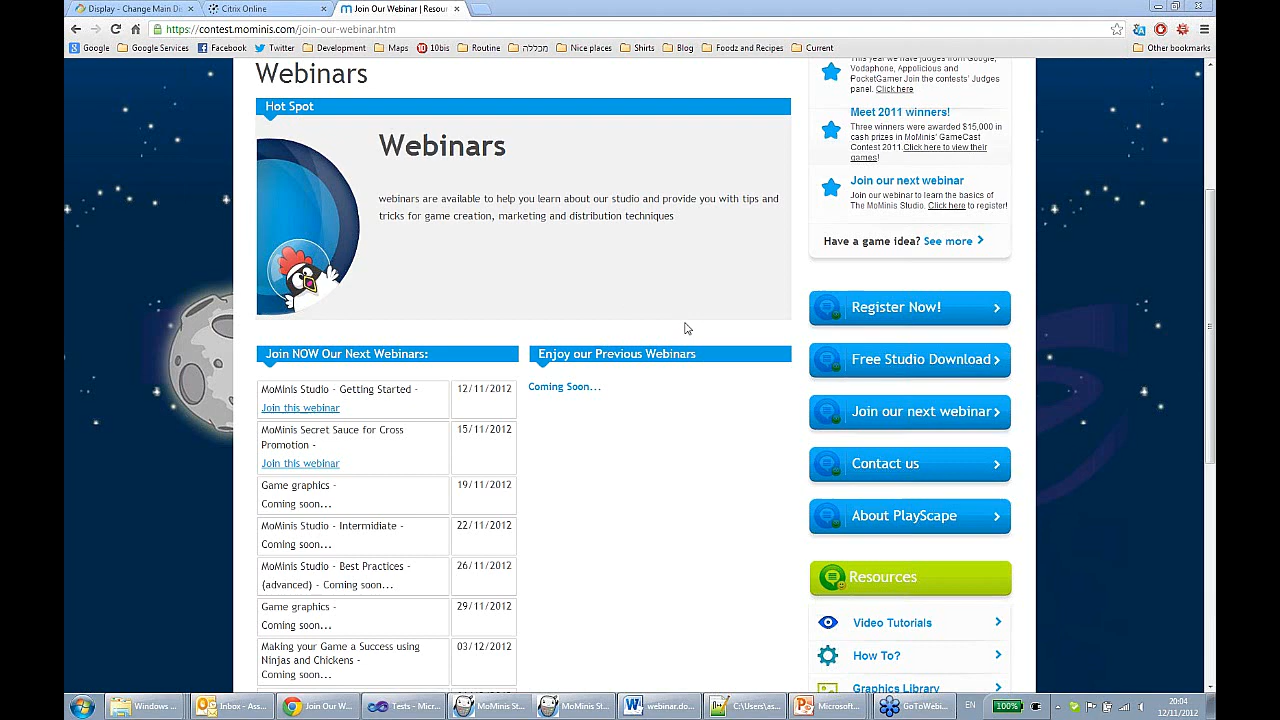 Display - Change Main Di
Citrix Online
Join Our Webinar | Resou
https://contest.mominis.com/join-our-webinar.htm
Google
Google Services
Facebook
Twitter
Development
Maps
10bis
Routine
מכללה
Nice places
Shirts
Blog
Foodz and Recipes
Current
Other bookmarks
Webinars
Hot Spot
Webinars
webinars are available to help you learn about our studio and provide you with tips and
tricks for game creation, marketing and distribution techniques
Join NOW Our Next Webinars:
MoMinis Studio - Getting Started -
Join this webinar
12/11/2012
MoMinis Secret Sauce for Cross
Promotion -
Join this webinar
15/11/2012
Game graphics -
Coming soon...
19/11/2012
MoMinis Studio - Intermidiate -
Coming soon...
22/11/2012
MoMinis Studio - Best Practices -
(advanced) - Coming soon...
26/11/2012
Game graphics -
Coming soon...
29/11/2012
Making your Game a Success using
Ninjas and Chickens -
Coming soon...
03/12/2012
Enjoy our Previous Webinars
Coming Soon...
This year we have judges from Google,
Vodaphone, Appolicious and
PocketGamer Join the contests' Judges
panel. Click here
Meet 2011 winners!
Three winners were awarded $15,000 in
cash prizes in MoMinis' GameCast
Contest 2011.Click here to view their
games!
Join our next webinar
Join our webinar to learn the basics of
The MoMinis Studio. Click here to register!
Have a game idea? See more
Register Now!
Free Studio Download
Join our next webinar
Contact us
About PlayScape
Resources
Video Tutorials
How To?
Graphics Library
Windows ...
Inbox - Ass...
Join Our W...
Tests - Micr...
MoMinis St...
MoMinis St...
webinar.do...
C:\Users\as...
Microsoft...
GoToWebi...
EN
100%
20:04
12/11/2012